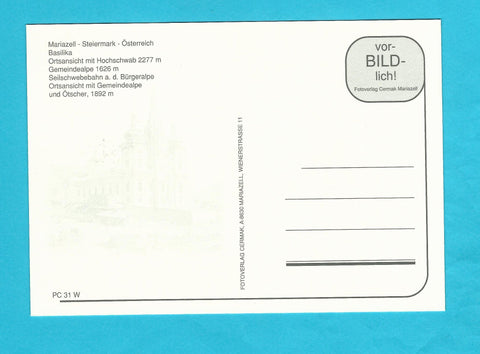 Mariazell - Steiermark - Österreich
Basilika
Ortsansicht mit Hochschwab 2277 m
Gemeindealpe 1626 m
Seilschwebebahn a. d. Bürgeralpe
Ortsansicht mit Gemeindealpe
und Ötscher, 1892 m
vor-
BILD-
lich!
Fotoverlag Cermak Mariazell
FOTOVERLAG CERMAK, A-8630 MARIAZELL, WIENERSTRASSE 11
PC 31 W